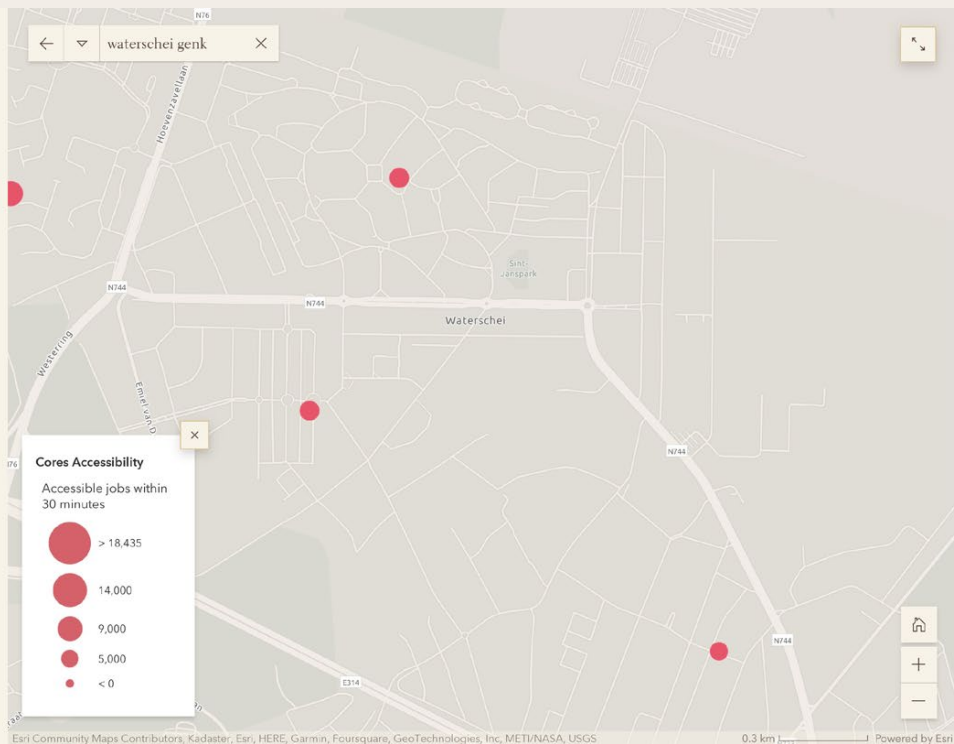 N76
waterschei genk
Hoevenzavellaan
Sint-
Janspark
N744
N744
Waterschei
Westerring
Emiel van D
N744
Cores Accessibility
Accessible jobs within
30 minutes
> 18,435
14,000
9,000
5,000
< 0
N744
E314
Esri Community Maps Contributors, Kadaster, Esri, HERE, Garmin, Foursquare, GeoTechnologies, Inc, METI/NASA, USGS
0.3 km
Powered by Esri